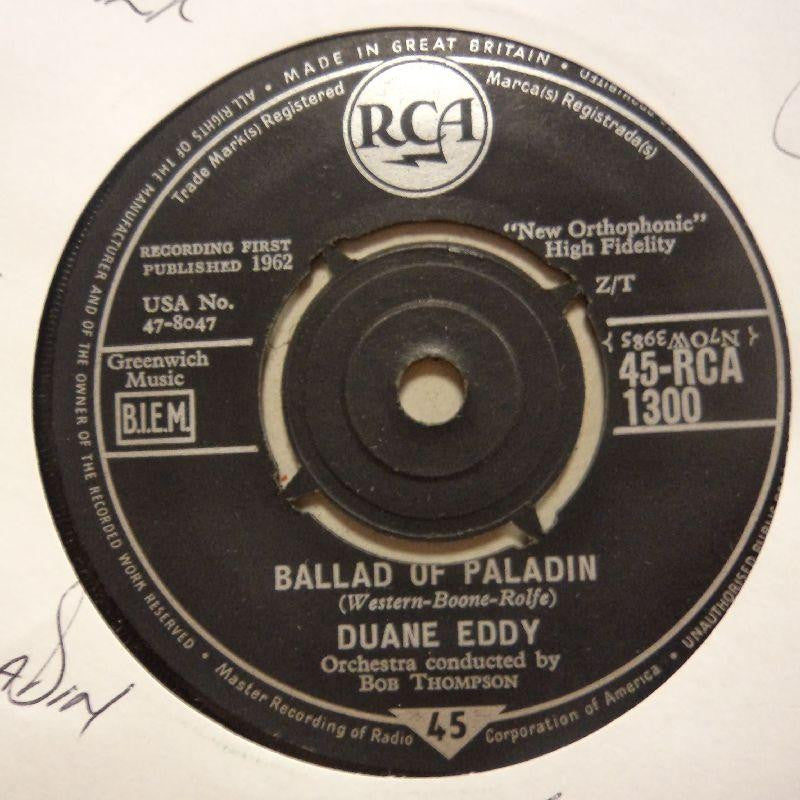 ALL RIGHTS OF THE MANUFACTURER AND OF THE OWNER OF THE RECORDED WORK RESERVED • MADE IN GREAT BRITAIN •
UNAUTHORISED
Trade Mark(s) Registered
RCA
Marca(s) Registrada(s)
RECORDING FIRST
PUBLISHED 1962
USA No.
47-8047
"New Orthophonic"
High Fidelity
Z/T
Greenwich
Music
B.I.E.M.
{ N7OW3985 }
45-RCA
1300
BALLAD OF PALADIN
(Western-Boone-Rolfe)
DUANE EDDY
Orchestra conducted by
BOB THOMPSON
Master Recording of Radio
45
Corporation of America •